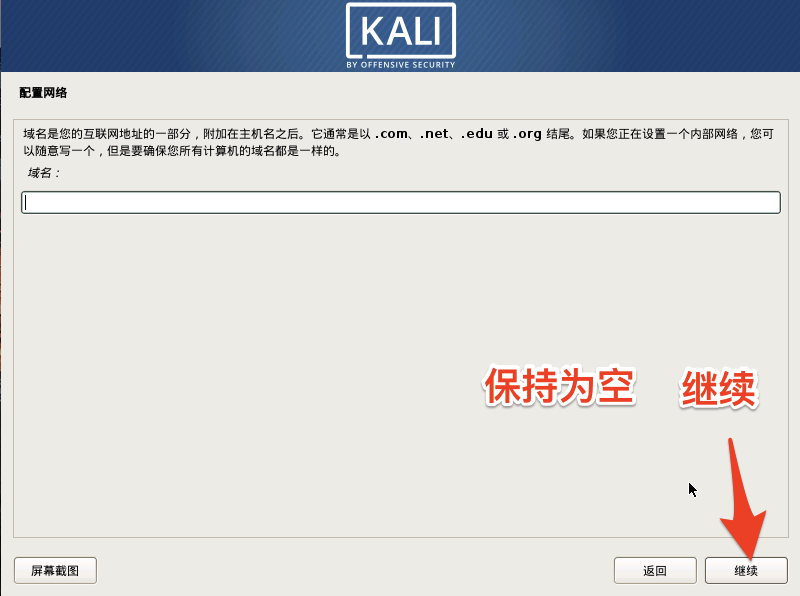 KALI
BY OFFENSIVE SECURITY
配置网络
域名是您的互联网地址的一部分，附加在主机名之后。它通常是以 .com、.net、.edu 或 .org 结尾。如果您正在设置一个内部网络，您可
以随意写一个，但是要确保您所有计算机的域名都是一样的。
域名：
保持为空 继续
屏幕截图 返回 继续